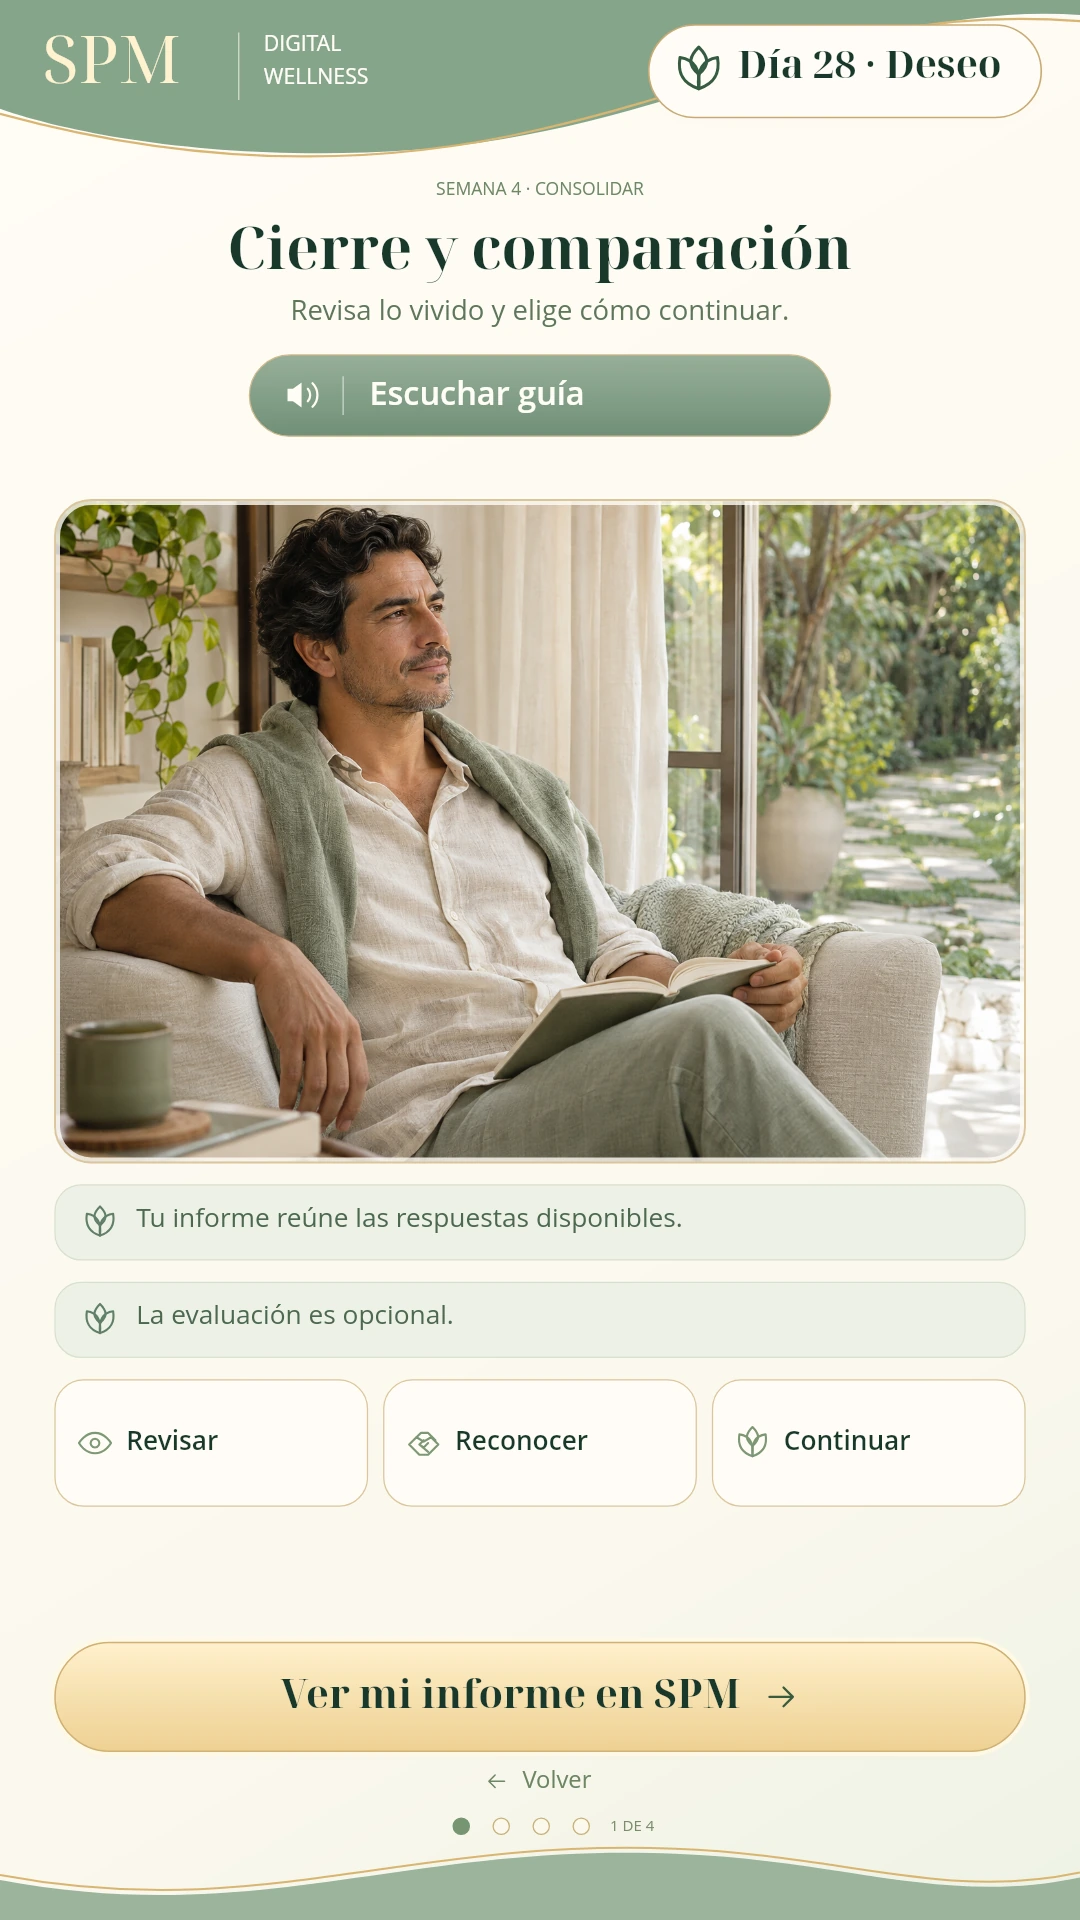 SPM
DIGITAL
WELLNESS
Día 28 · Deseo
SEMANA 4 · CONSOLIDAR
Cierre y comparación
Revisa lo vivido y elige cómo continuar.
Escuchar guía
Tu informe reúne las respuestas disponibles.
La evaluación es opcional.
Revisar
Reconocer
Continuar
Ver mi informe en SPM →
← Volver
1 DE 4